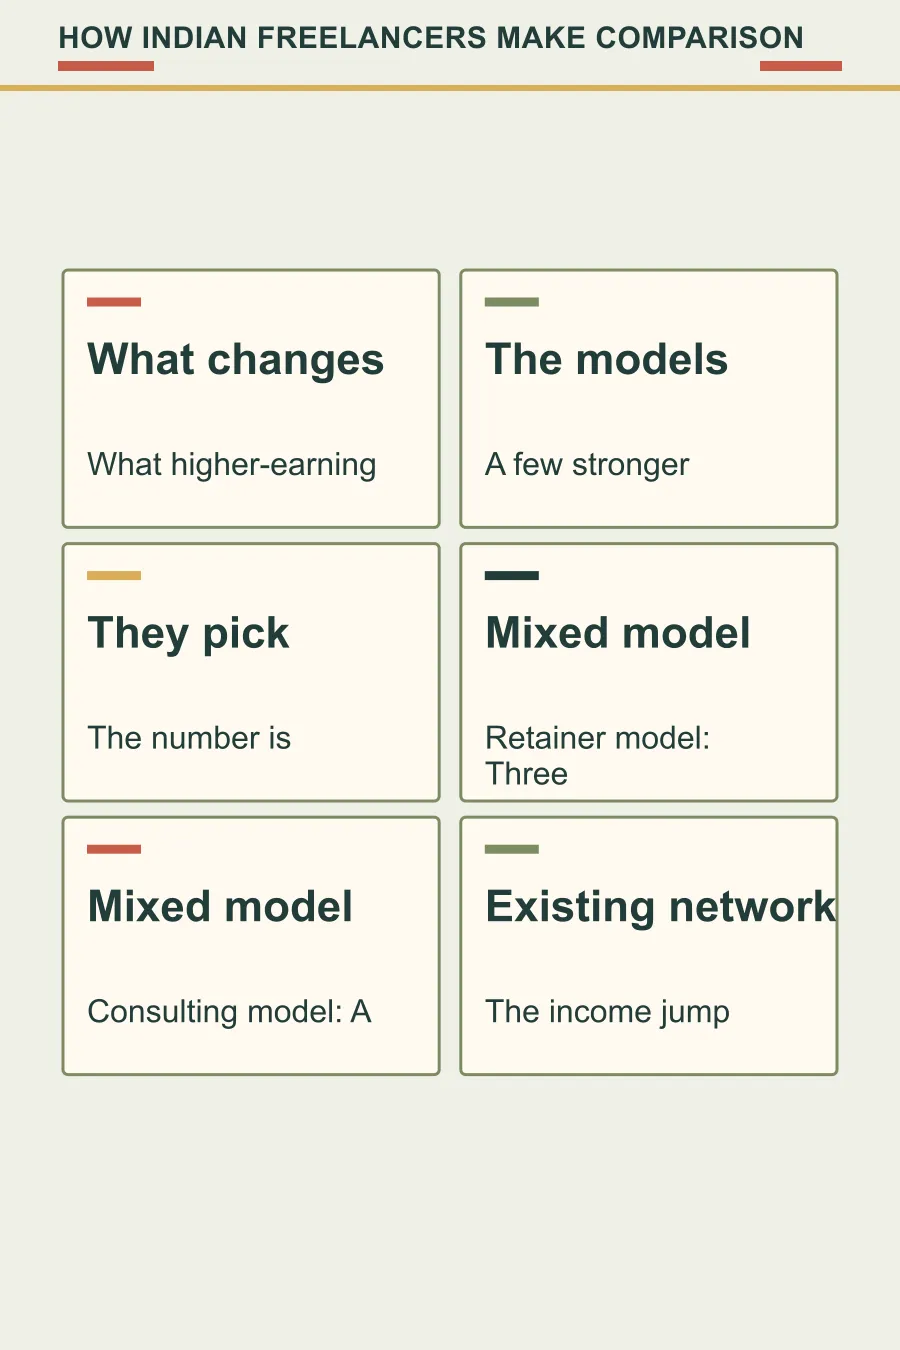 HOW INDIAN FREELANCERS MAKE COMPARISON
What changes
What higher-earning
The models
A few stronger
They pick
The number is
Mixed model
Retainer model:
Three
Mixed model
Consulting model: A
Existing network
The income jump